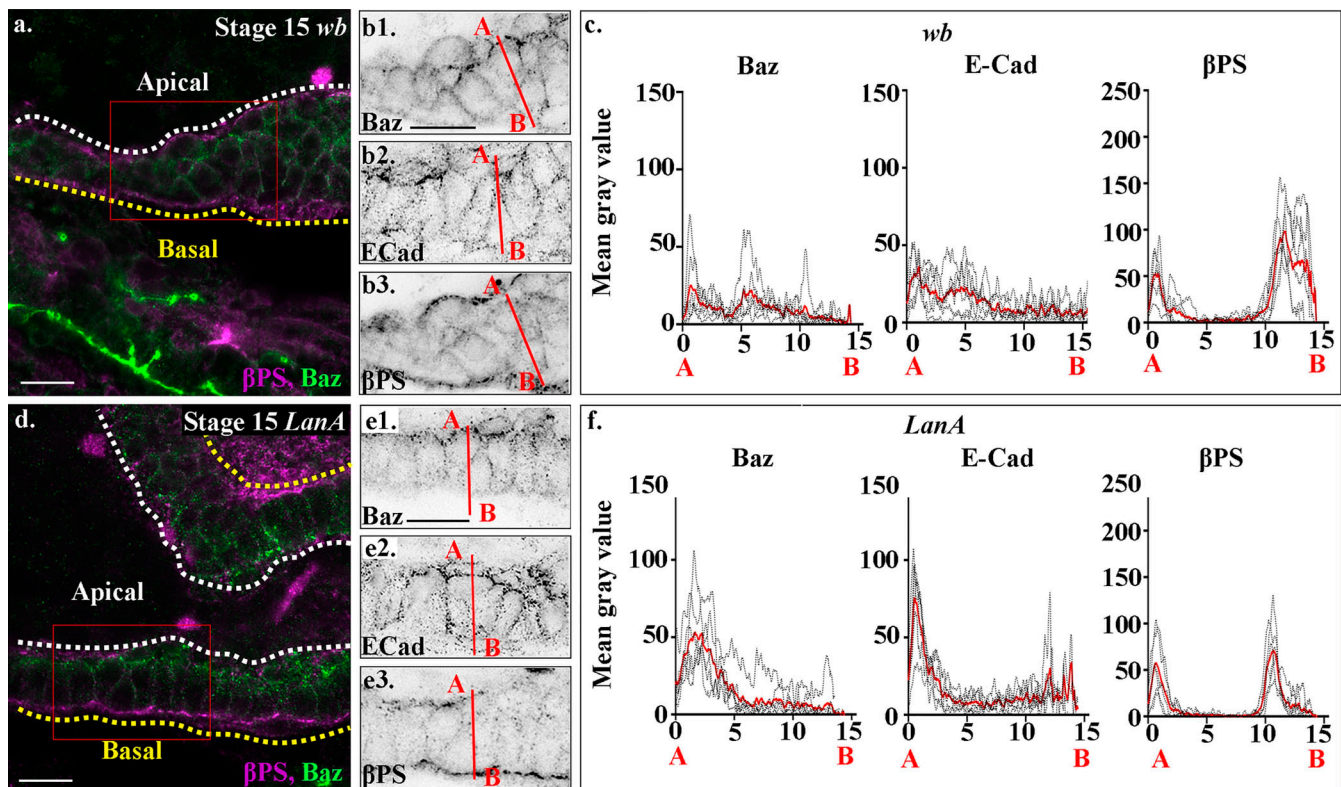 a. Stage 15 wb
Apical
Basal
βPS, Baz
b1. A
B
Baz
b2. A
B
ECad
b3. A
B
βPS
c. wb
Baz E-Cad βPS
Mean gray value
150 150 250
200
100 100 150
100
50 50 50
0 0 0
0 5 10 15 0 5 10 15 0 5 10 15
A B A B A B
d. Stage 15 LanA
Apical
Basal
βPS, Baz
e1. A
B
Baz
e2. A
B
ECad
e3. A
B
βPS
f. LanA
Baz E-Cad βPS
Mean gray value
150 150 250
200
100 100 150
100
50 50 50
0 0 0
0 5 10 15 0 5 10 15 0 5 10 15
A B A B A B